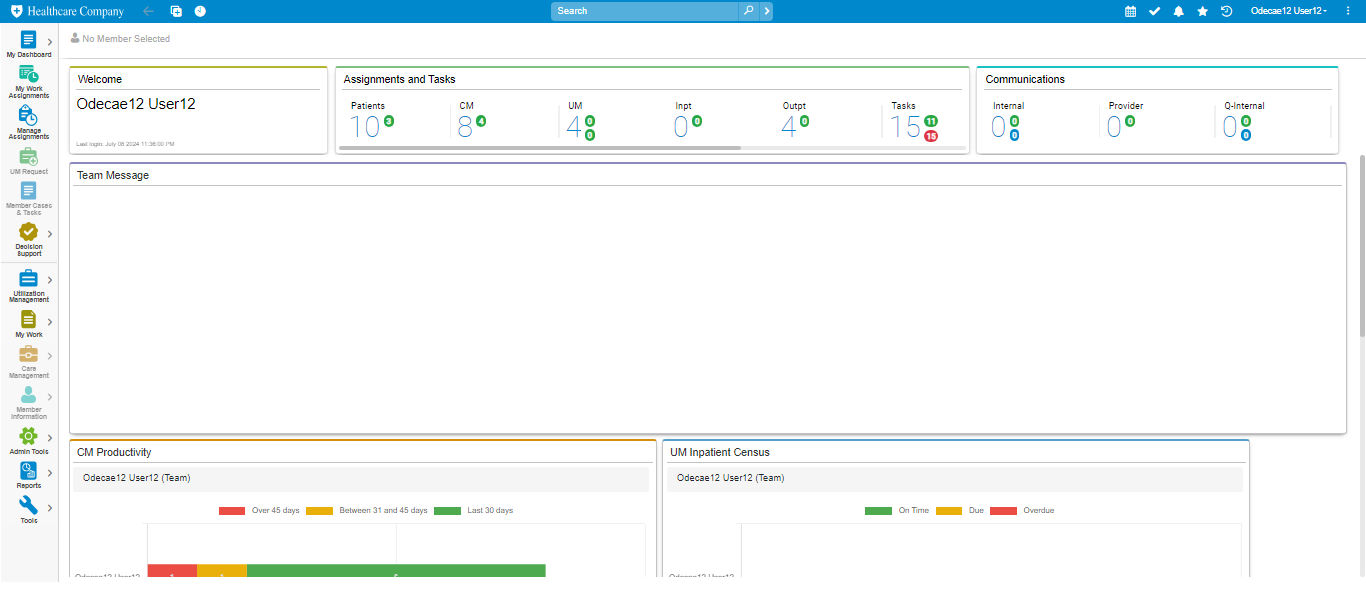 Healthcare Company
Search
Odecae12 User12
No Member Selected
My Dashboard
My Work
Assignments
Manage
Assignments
UM Request
Member Cases
& Tasks
Decision
Support
Utilization
Management
My Work
Care
Management
Member
Information
Admin Tools
Reports
Tools
Welcome
Odecae12 User12
Last login: July 08 2024 11:36:00 PM
Assignments and Tasks
Patients
10 3
CM
8 4
UM
4 0
0
Inpt
0 0
Outpt
4 0
Tasks
15 11
15
Communications
Internal
0 0
0
Provider
0 0
Q-Internal
0 0
0
Team Message
CM Productivity
Odecae12 User12 (Team)
Over 45 days
Between 31 and 45 days
Last 30 days
Odecae12 User12
UM Inpatient Census
Odecae12 User12 (Team)
On Time
Due
Overdue
Odecae12 User12